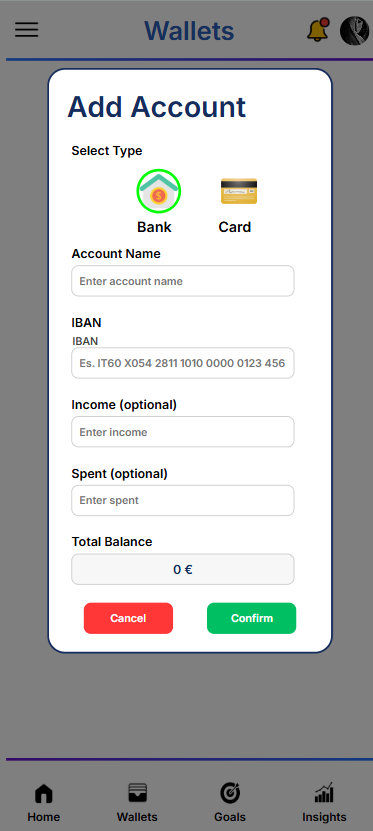 Wallets
Add Account
Select Type
Bank Card
Account Name
Enter account name
IBAN
IBAN
Es. IT60 X054 2811 1010 0000 0123 456
Income (optional)
Enter income
Spent (optional)
Enter spent
Total Balance
0 €
Cancel Confirm
Home Wallets Goals Insights